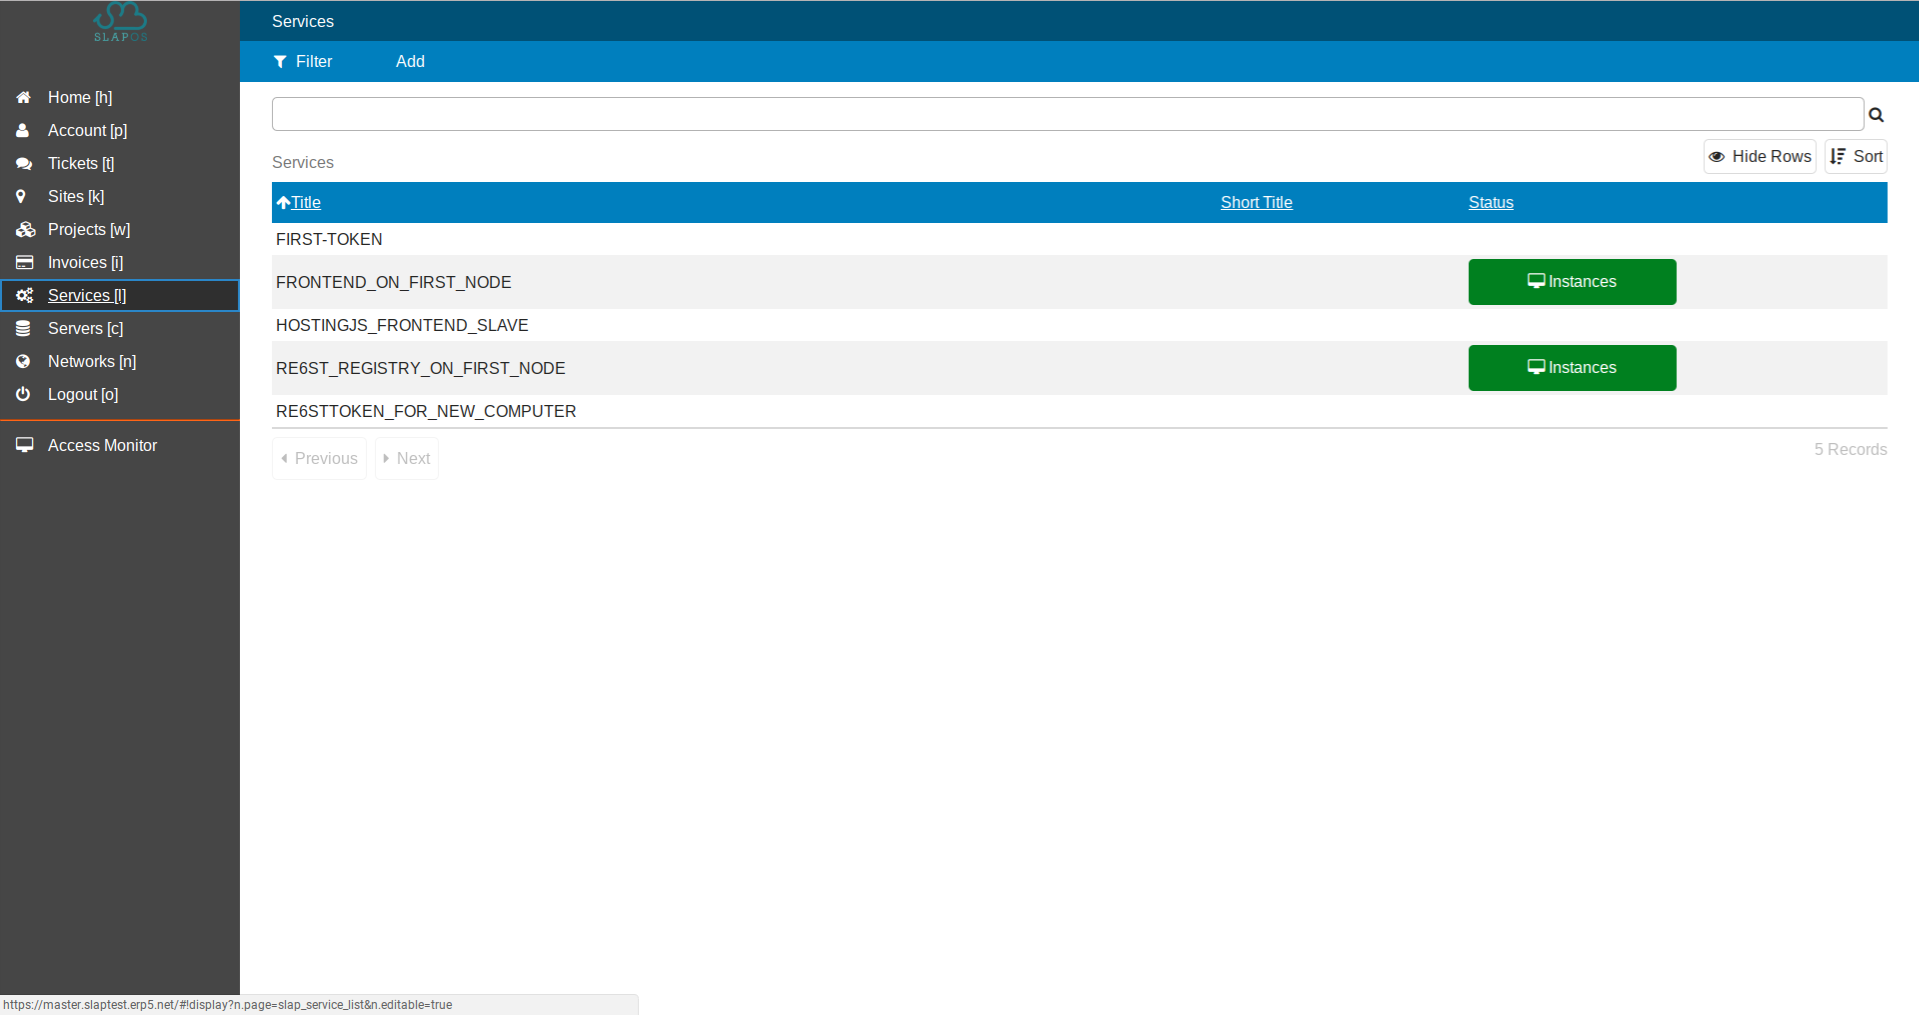 SLAPOS
Home [h]
Account [p]
Tickets [t]
Sites [k]
Projects [w]
Invoices [i]
Services [l]
Servers [c]
Networks [n]
Logout [o]
Access Monitor
Services
Filter Add
Services
Hide Rows Sort
Title Short Title Status
FIRST-TOKEN
FRONTEND_ON_FIRST_NODE Instances
HOSTINGJS_FRONTEND_SLAVE
RE6ST_REGISTRY_ON_FIRST_NODE Instances
RE6STTOKEN_FOR_NEW_COMPUTER
Previous Next 5 Records
https://master.slaptest.erp5.net/#!display?n.page=slap_service_list&n.editable=true